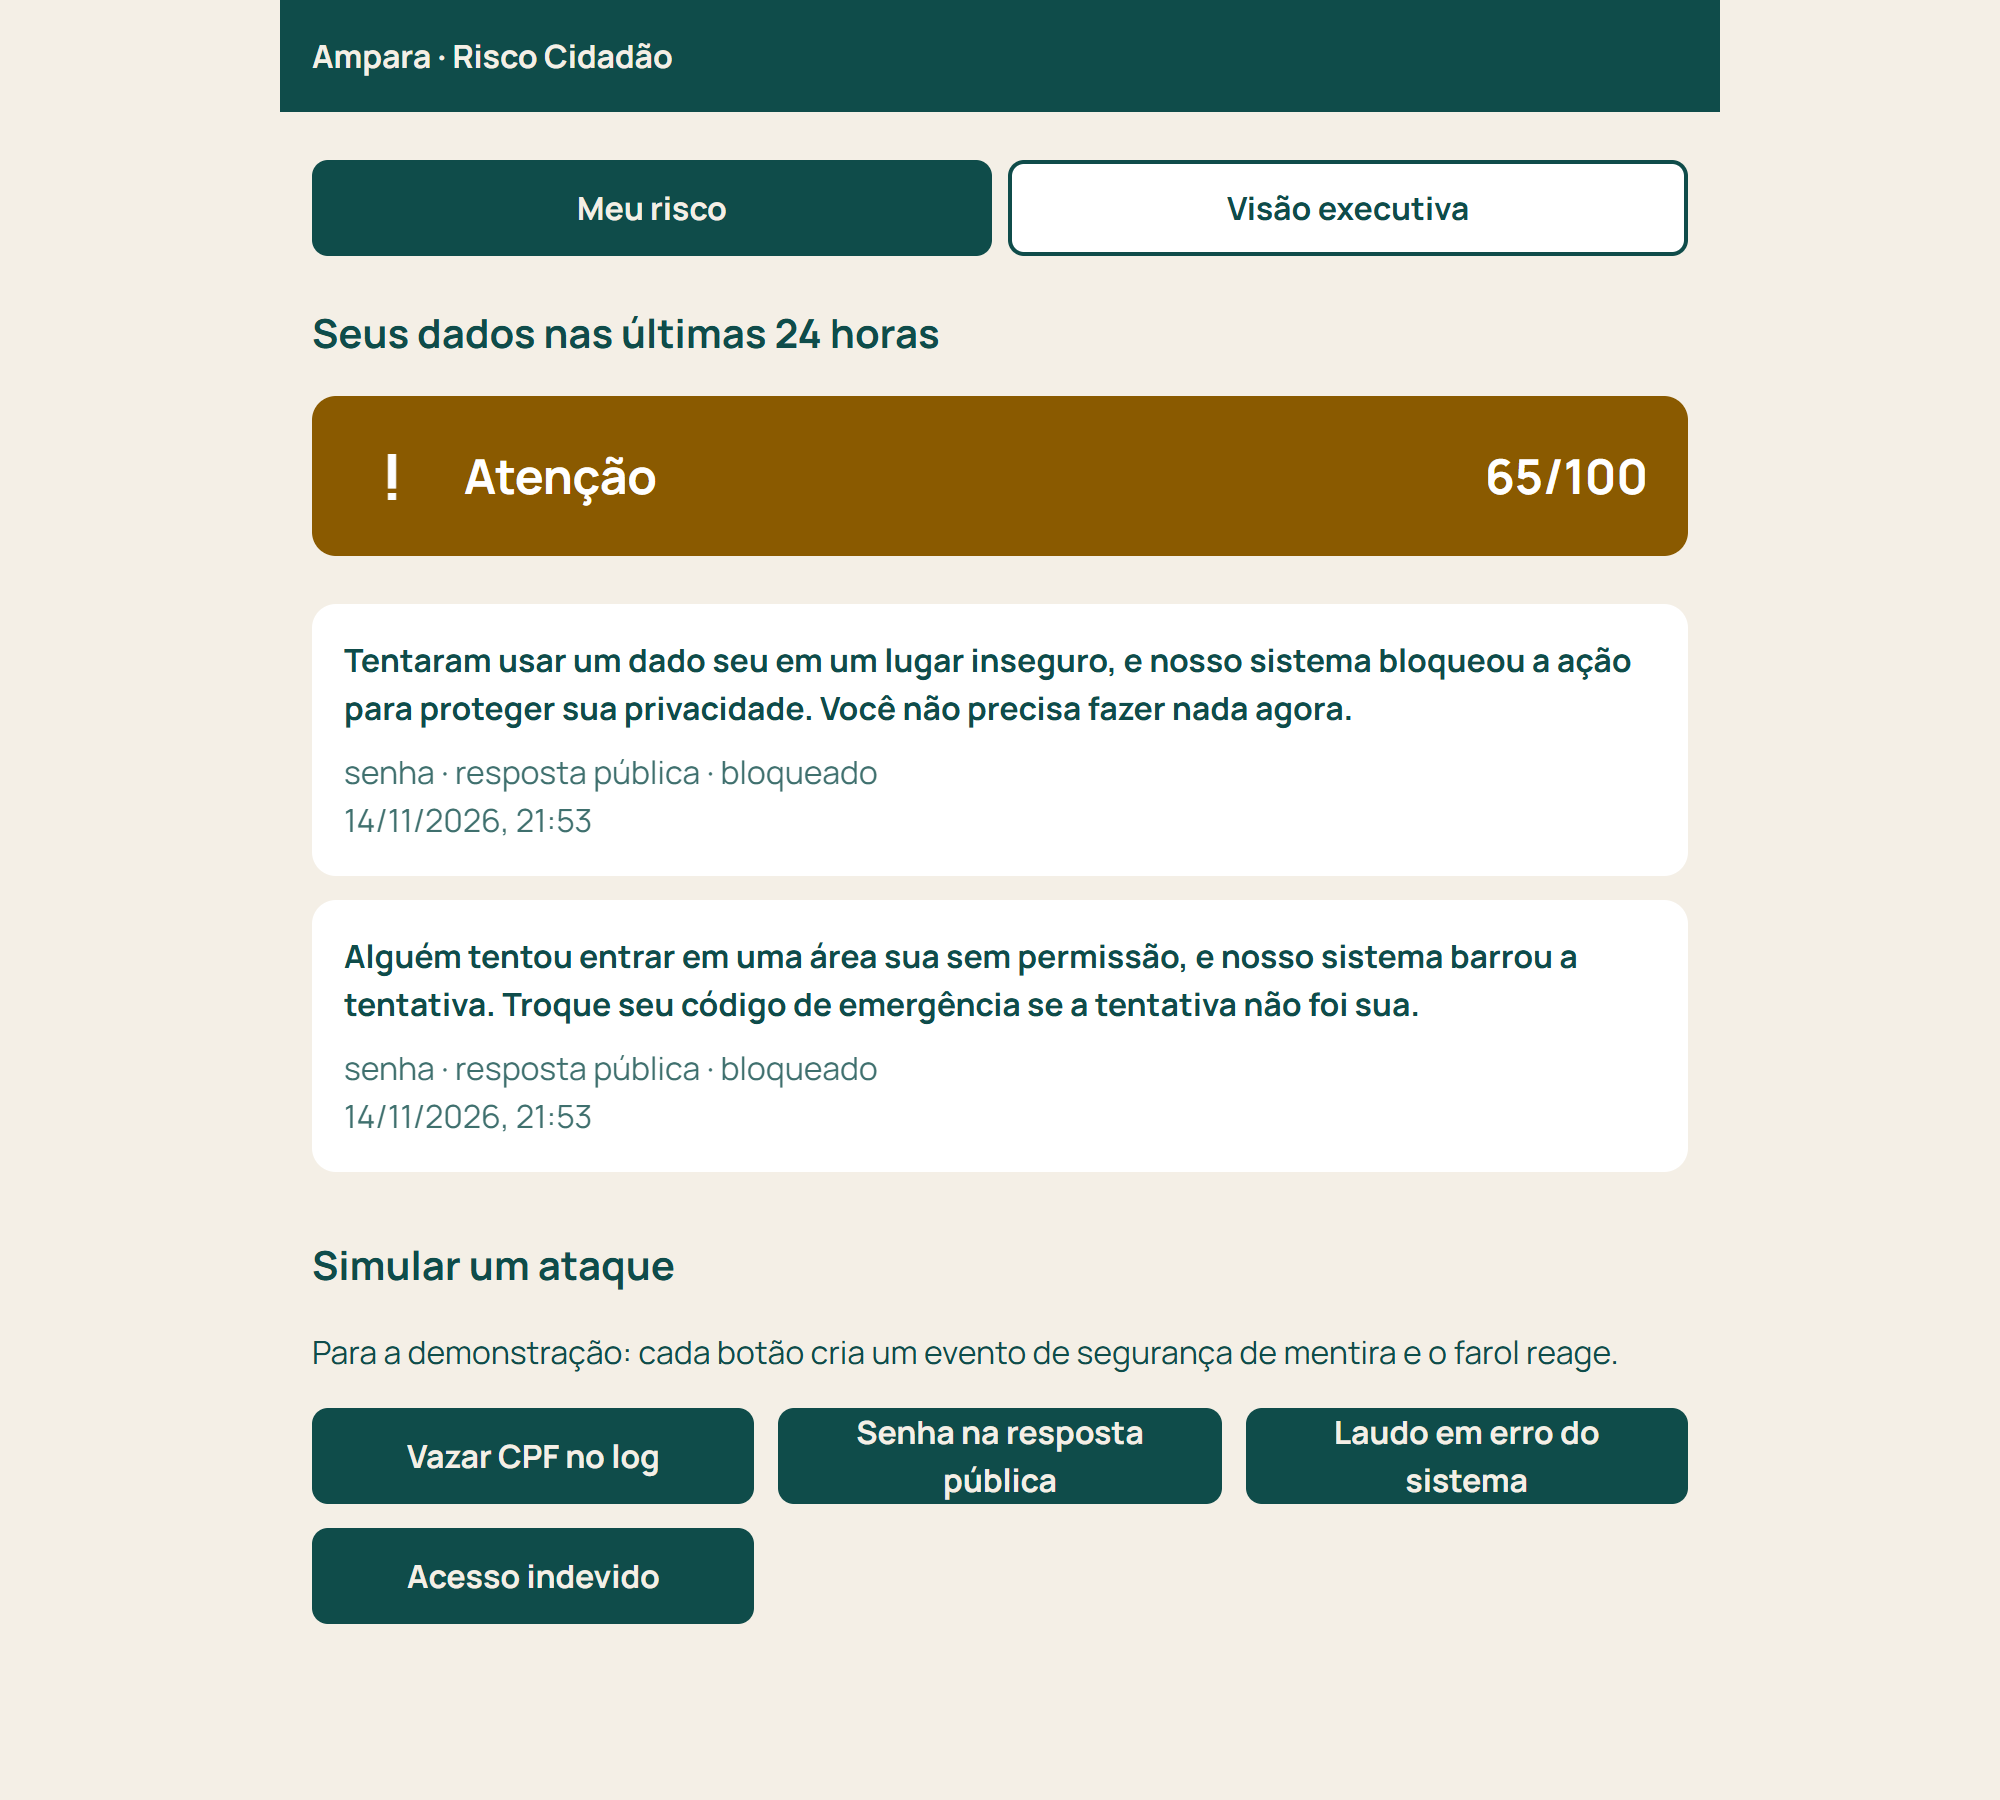 Ampara · Risco Cidadão
Meu risco
Visão executiva
Seus dados nas últimas 24 horas
! Atenção 65/100
Tentaram usar um dado seu em um lugar inseguro, e nosso sistema bloqueou a ação
para proteger sua privacidade. Você não precisa fazer nada agora.
senha · resposta pública · bloqueado
14/11/2026, 21:53
Alguém tentou entrar em uma área sua sem permissão, e nosso sistema barrou a
tentativa. Troque seu código de emergência se a tentativa não foi sua.
senha · resposta pública · bloqueado
14/11/2026, 21:53
Simular um ataque
Para a demonstração: cada botão cria um evento de segurança de mentira e o farol reage.
Vazar CPF no log
Senha na resposta
pública
Laudo em erro do
sistema
Acesso indevido